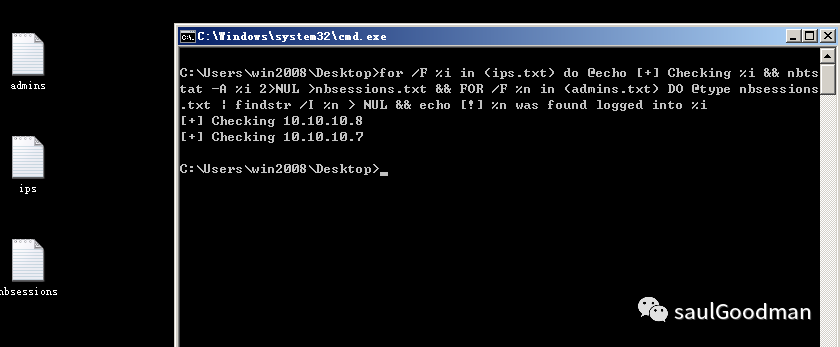 C:\Windows\system32\cmd.exe
admins
ips
nbsessions
C:\Users\win2008\Desktop>for /F %i in (ips.txt) do @echo [+] Checking %i && nbts
tat -A %i 2>NUL >nbsessions.txt && FOR /F %n in (admins.txt) DO @type nbsessions
.txt | findstr /I %n > NUL && echo [!] %n was found logged into %i
[+] Checking 10.10.10.8
[+] Checking 10.10.10.7
C:\Users\win2008\Desktop>_
saulGoodman